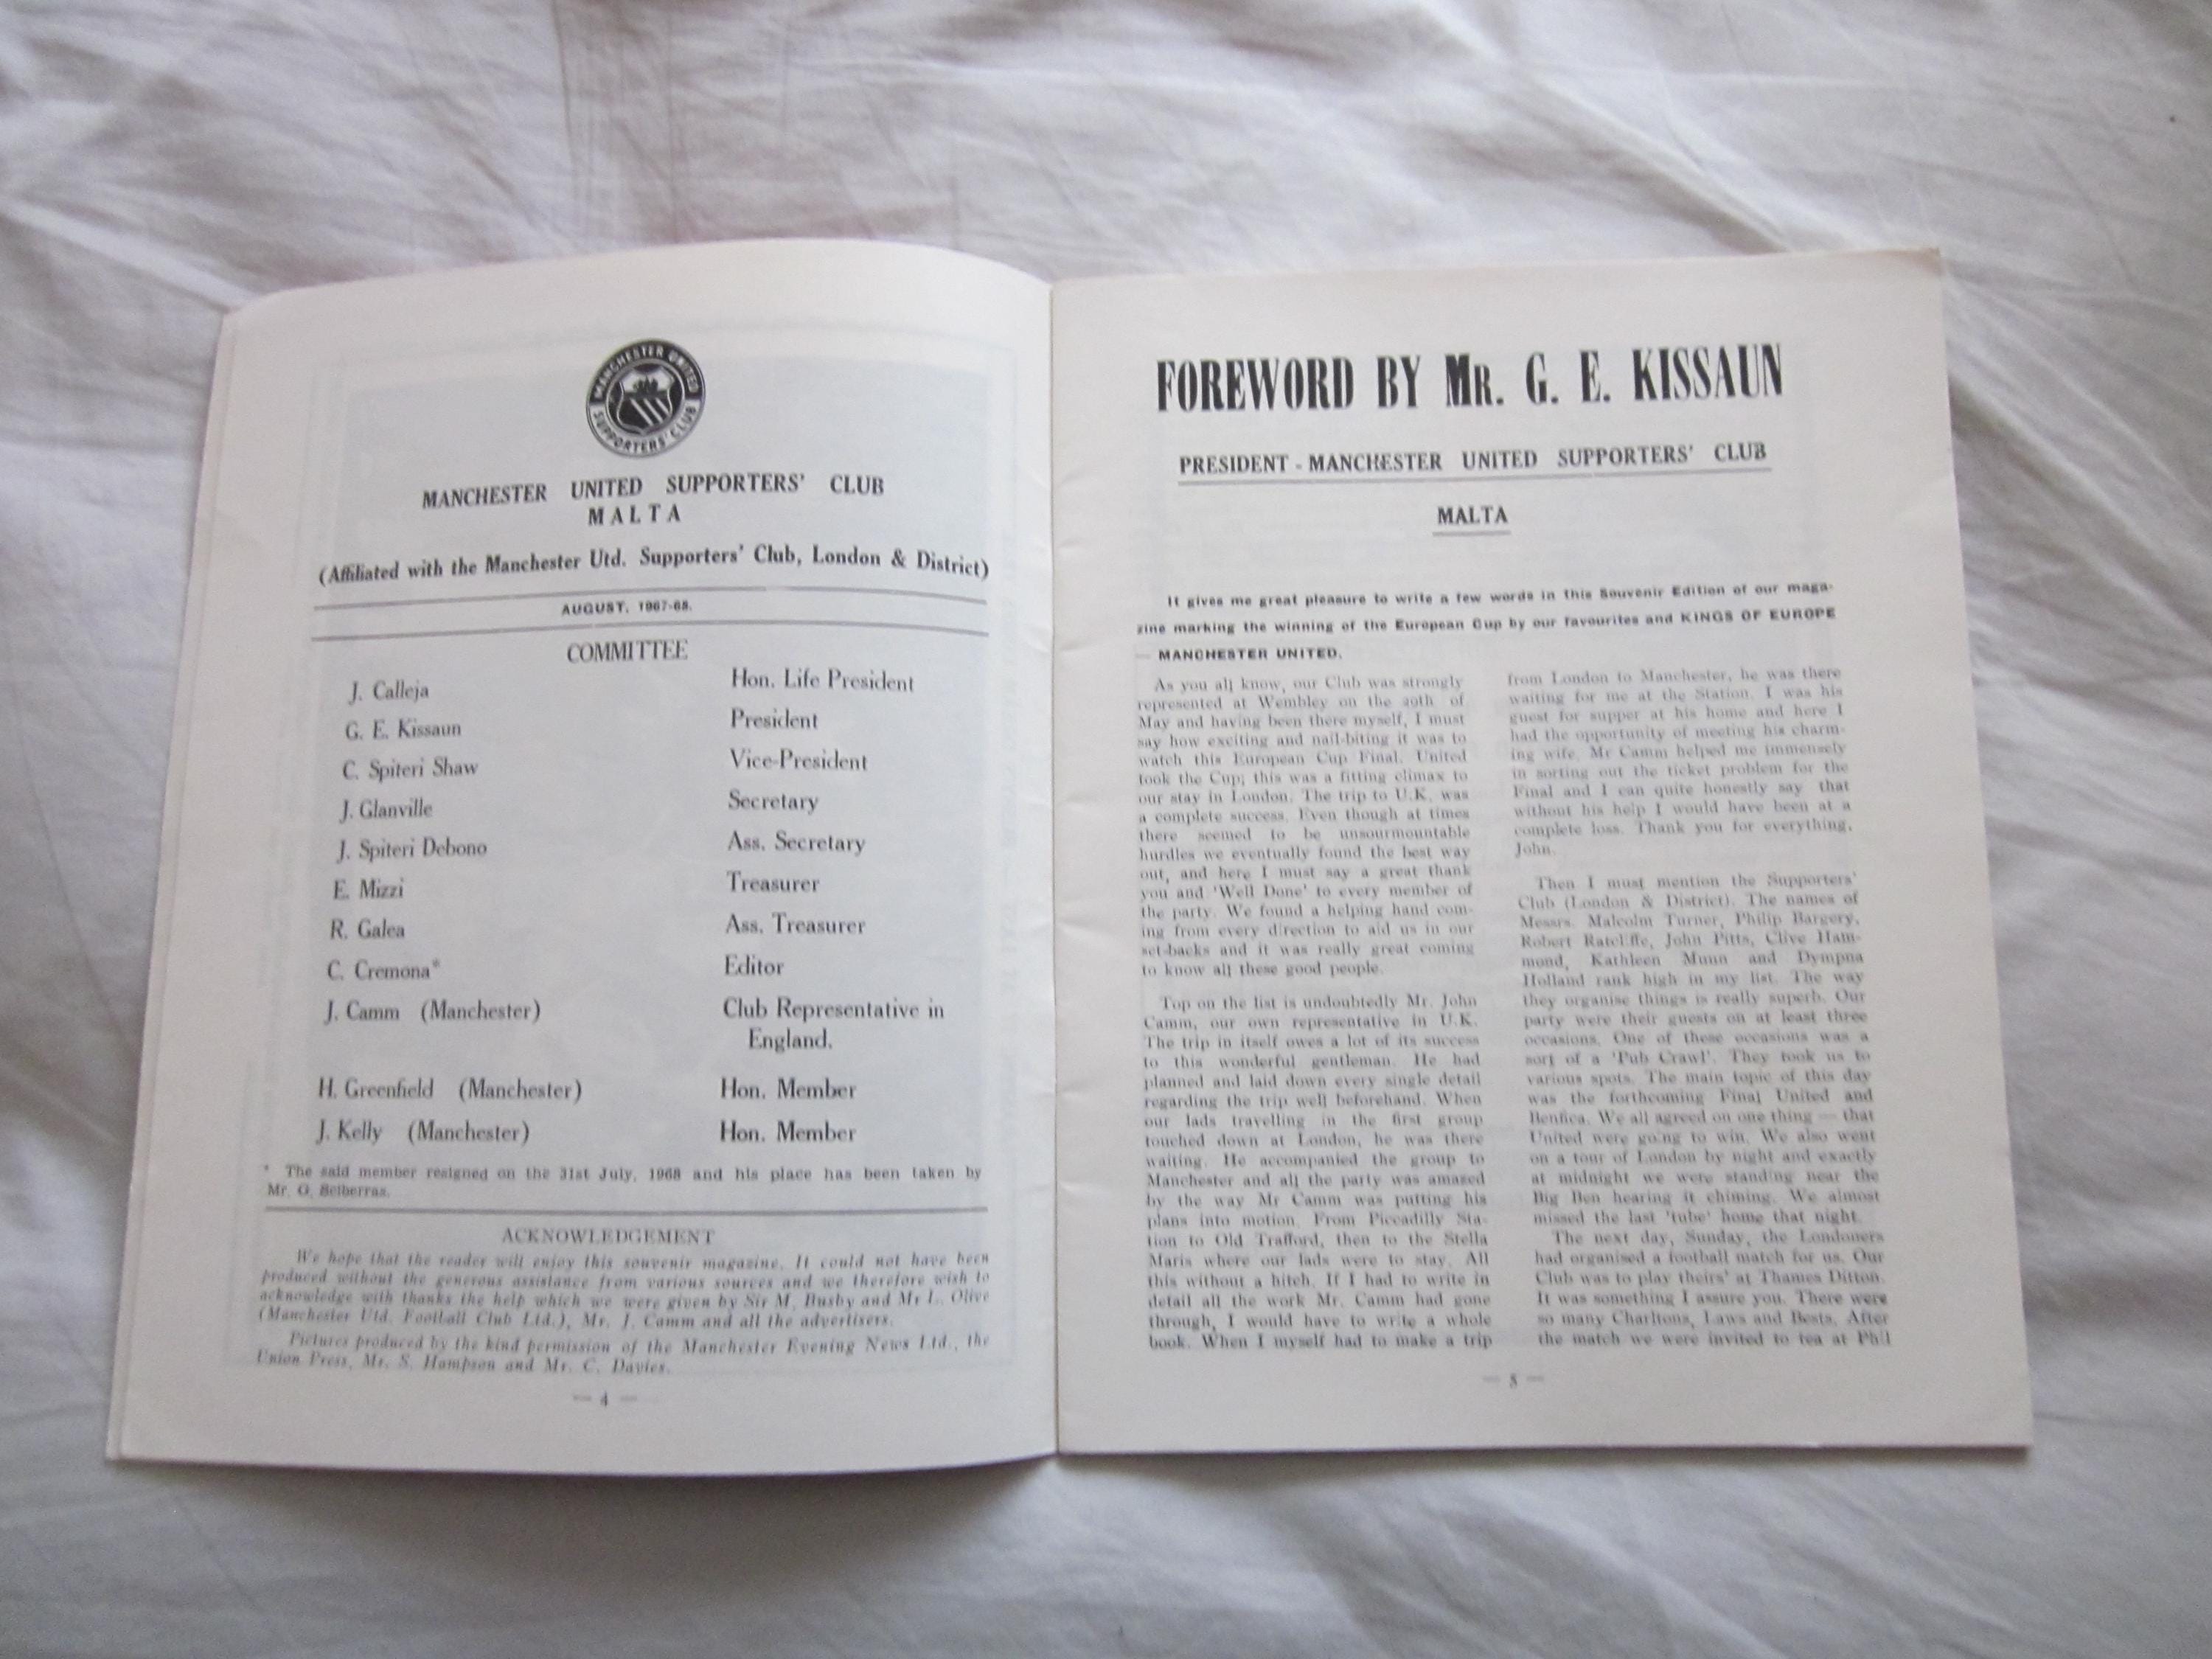 MANCHESTER UNITED
SUPPORTERS' CLUB
MANCHESTER UNITED SUPPORTERS' CLUB
MALTA
(Affiliated with the Manchester Utd. Supporters' Club, London & District)
AUGUST, 1967-68.
COMMITTEE
J. Calleja Hon. Life President
G. E. Kissaun President
C. Spiteri Shaw Vice-President
J. Glanville Secretary
J. Spiteri Debono Ass. Secretary
E. Mizzi Treasurer
R. Galea Ass. Treasurer
C. Cremona* Editor
J. Camm (Manchester) Club Representative in
England.
H. Greenfield (Manchester) Hon. Member
J. Kelly (Manchester) Hon. Member
* The said member resigned on the 31st July, 1968 and his place has been taken by
Mr.
ACKNOWLEDGEMENT
We hope that the reader will enjoy this souvenir magazine. It could not have been
produced without the generous assistance from various sources and we therefore wish to
acknowledge with thanks the help which we were given by Sir M. Busby and Mr L. Olive
(Manchester Utd. Football Club Ltd.), Mr. J. Camm and all the advertisers.
Pictures produced by the kind permission of the Manchester Evening News Ltd., the
Union Press, Mr. S. Hampson and Mr. C. Davies.
— 4 —
FOREWORD BY MR. G. E. KISSAUN
PRESIDENT - MANCHESTER UNITED SUPPORTERS' CLUB
MALTA
It gives me great pleasure to write a few words in this Souvenir Edition of our maga-
zine marking the winning of the European Cup by our favourites and KINGS OF EUROPE
— MANCHESTER UNITED.
As you all know, our Club was strongly
represented at Wembley on the 29th of
May and having been there myself, I must
say how exciting and nail-biting it was to
watch this European Cup Final. United
took the Cup; this was a fitting climax to
our stay in London. The trip to U.K. was
a complete success. Even though at times
there seemed to be unsourmountable
hurdles we eventually found the best way
out, and here I must say a great thank
you and 'Well Done' to every member of
the party. We found a helping hand com-
ing from every direction to aid us in our
set-backs and it was really great coming
to know all these good people.
Top on the list is undoubtedly Mr. John
Camm, our own representative in U.K.
The trip in itself owes a lot of its success
to this wonderful gentleman. He had
planned and laid down every single detail
regarding the trip well beforehand. When
our lads travelling in the first group
touched down at London, he was there
waiting. He accompanied the group to
Manchester and all the party was amazed
by the way Mr Camm was putting his
plans into motion. From Piccadilly Sta-
tion to Old Trafford, then to the Stella
Maris where our lads were to stay. All
this without a hitch. If I had to write in
detail all the work Mr. Camm had gone
through, I would have to write a whole
book. When I myself had to make a trip
from London to Manchester, he was there
waiting for me at the Station. I was his
guest for supper at his home and here I
had the opportunity of meeting his charm-
ing wife. Mr Camm helped me immensely
in sorting out the ticket problem for the
Final and I can quite honestly say that
without his help I would have been at a
complete loss. Thank you for everything,
John.
Then I must mention the Supporters'
Club (London & District). The names of
Messrs. Malcolm Turner, Philip Bargery,
Robert Ratcliffe, John Pitts, Clive Ham-
mond, Kathleen Munn and Dympna
Holland rank high in my list. The way
they organise things is really superb. Our
party were their guests on at least three
occasions. One of these occasions was a
sort of a 'Pub Crawl'. They took us to
various spots. The main topic of this day
was the forthcoming Final United and
Benfica. We all agreed on one thing — that
United were going to win. We also went
on a tour of London by night and exactly
at midnight we were standing near the
Big Ben hearing it chiming. We almost
missed the last 'tube' home that night.
The next day, Sunday, the Londoners
had organised a football match for us. Our
Club was to play theirs' at Thames Ditton.
It was something I assure you. There were
so many Charltons, Laws and Bests. After
the match we were invited to tea at Phil
— 5 —